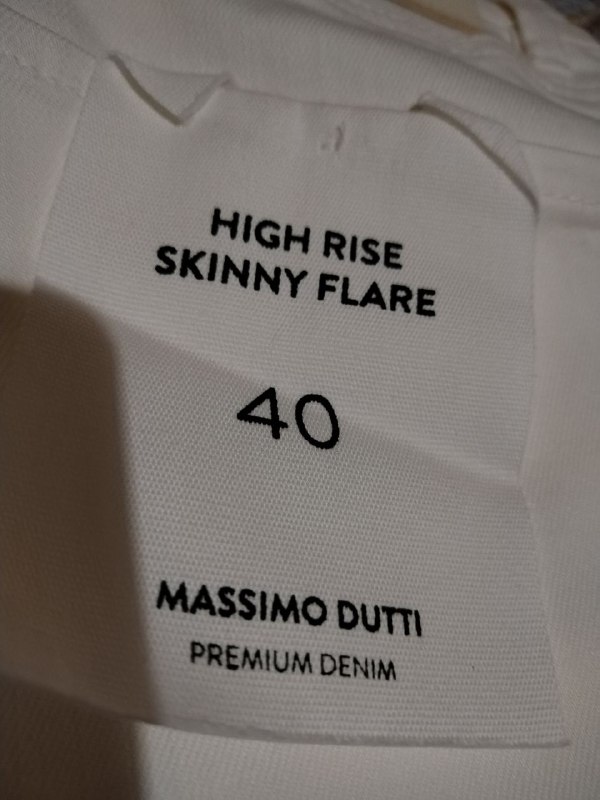 HIGH RISE
SKINNY FLARE
40
MASSIMO DUTTI
PREMIUM DENIM